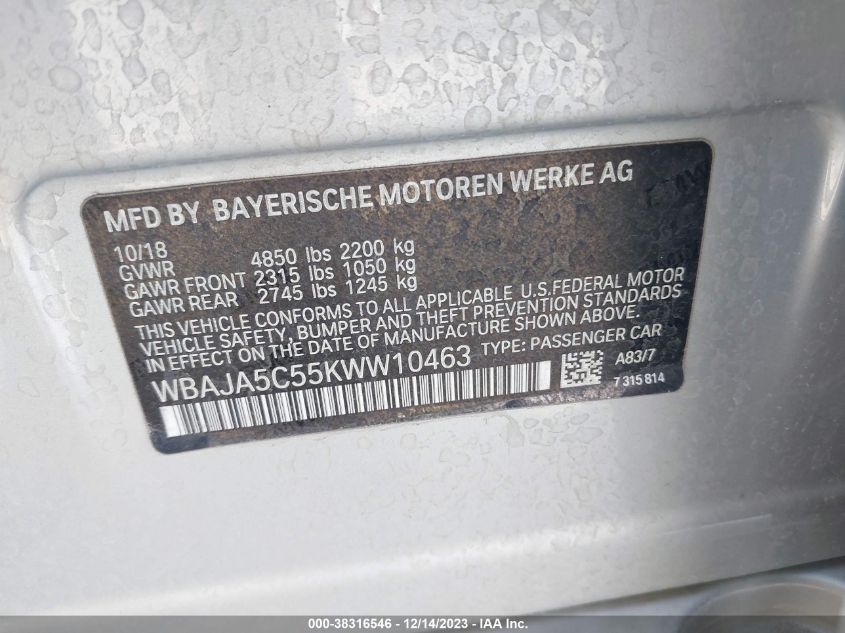 MFD BY BAYERISCHE MOTOREN WERKE AG
10/18
GVWR 4850 lbs 2200 kg
GAWR FRONT 2315 lbs 1050 kg
GAWR REAR 2745 lbs 1245 kg
THIS VEHICLE CONFORMS TO ALL APPLICABLE U.S.FEDERAL MOTOR
VEHICLE SAFETY, BUMPER AND THEFT PREVENTION STANDARDS
IN EFFECT ON THE DATE OF MANUFACTURE SHOWN ABOVE.
WBAJA5C55KWW10463 TYPE: PASSENGER CAR
A83/7
7315814
000-38316546 - 12/14/2023 - IAA Inc.